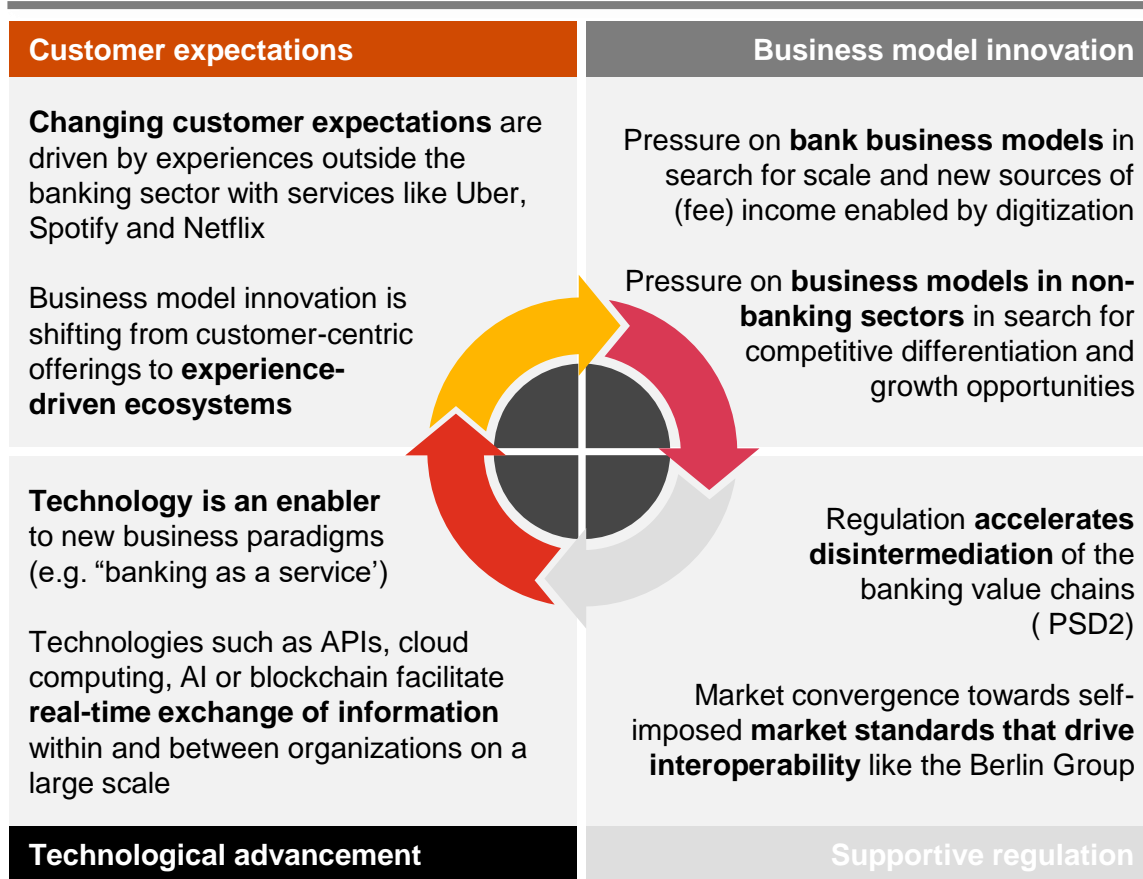 Customer expectations
Changing customer expectations are
driven by experiences outside the
banking sector with services like Uber,
Spotify and Netflix
Business model innovation is
shifting from customer-centric
offerings to experience-
driven ecosystems
Business model innovation
Pressure on bank business models in
search for scale and new sources of
(fee) income enabled by digitization
Pressure on business models in non-
banking sectors in search for
competitive differentiation and
growth opportunities
Technology is an enabler
to new business paradigms
(e.g. “banking as a service’)
Technologies such as APIs, cloud
computing, AI or blockchain facilitate
real-time exchange of information
within and between organizations on a
large scale
Technological advancement
Regulation accelerates
disintermediation of the
banking value chains
( PSD2)
Market convergence towards self-
imposed market standards that drive
interoperability like the Berlin Group
Supportive regulation